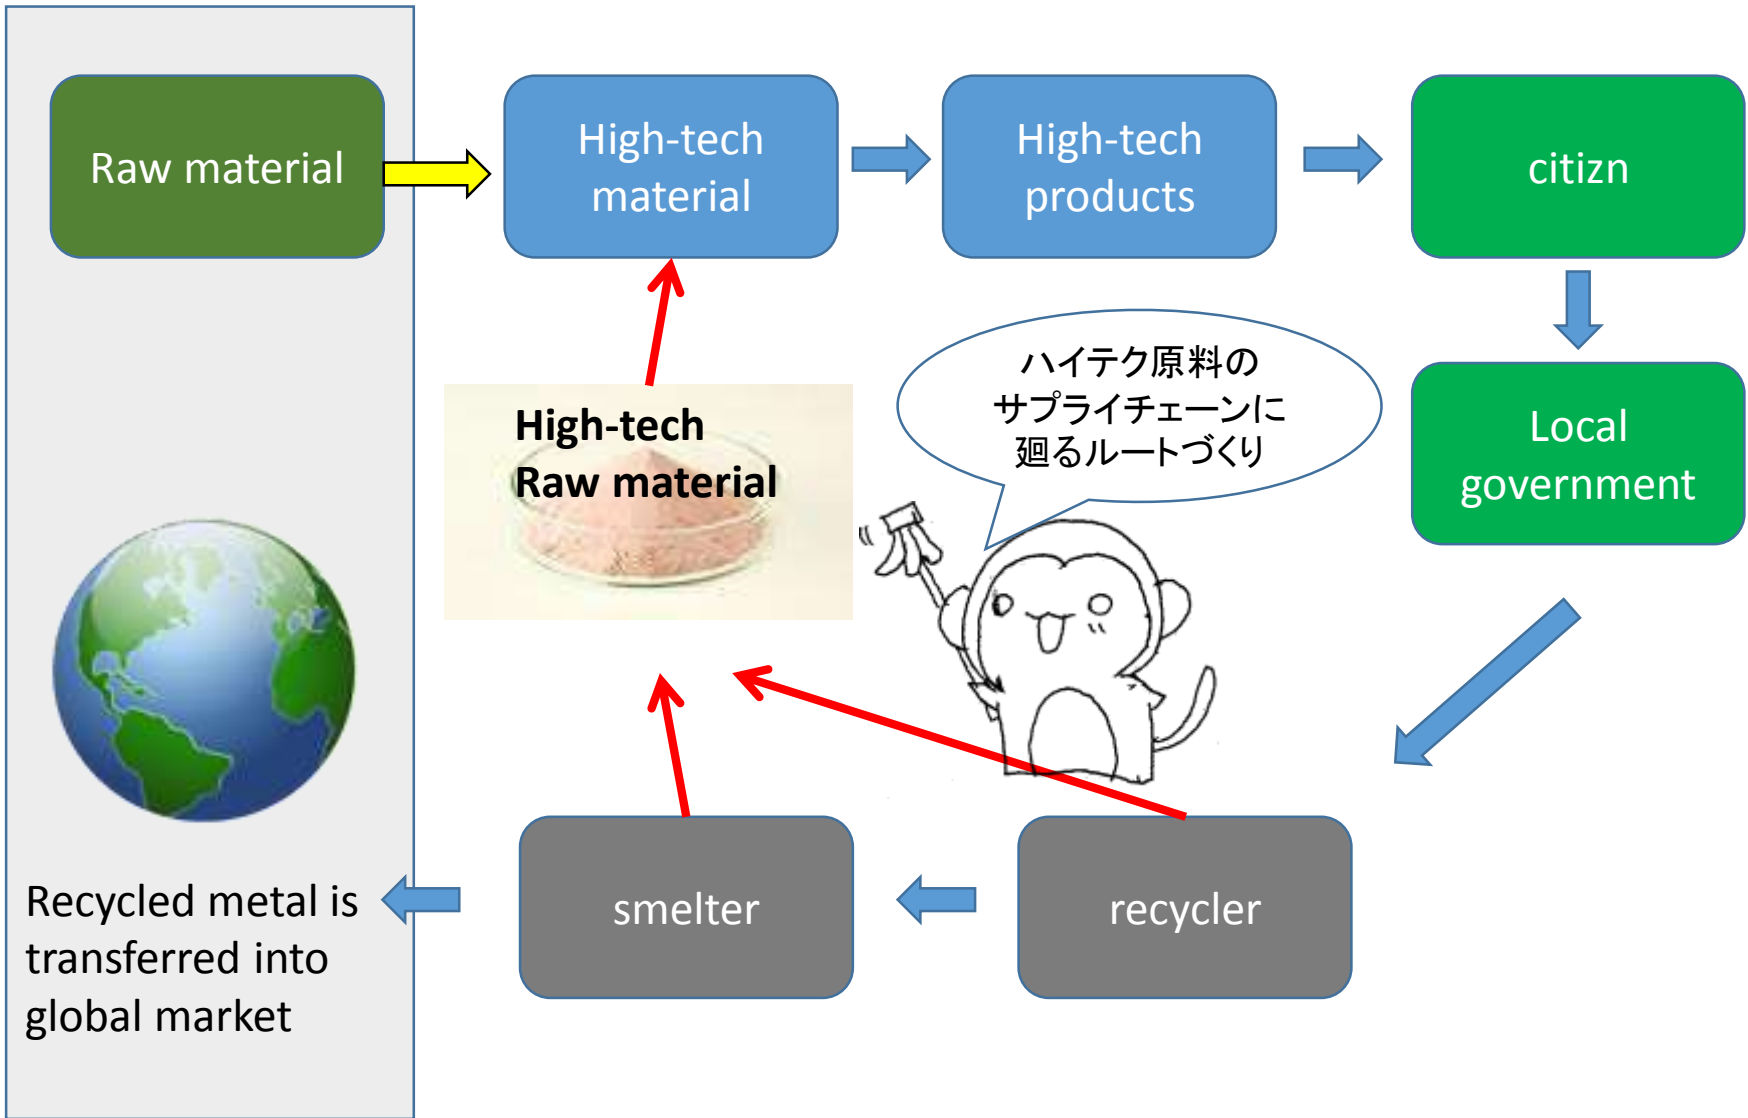 Raw material
High-tech
material
High-tech
products
citizn
ハイテク原料の
サプライチェーンに
廻るルートづくり
High-tech
Raw material
Local
government
Recycled metal is
transferred into
global market
smelter
recycler